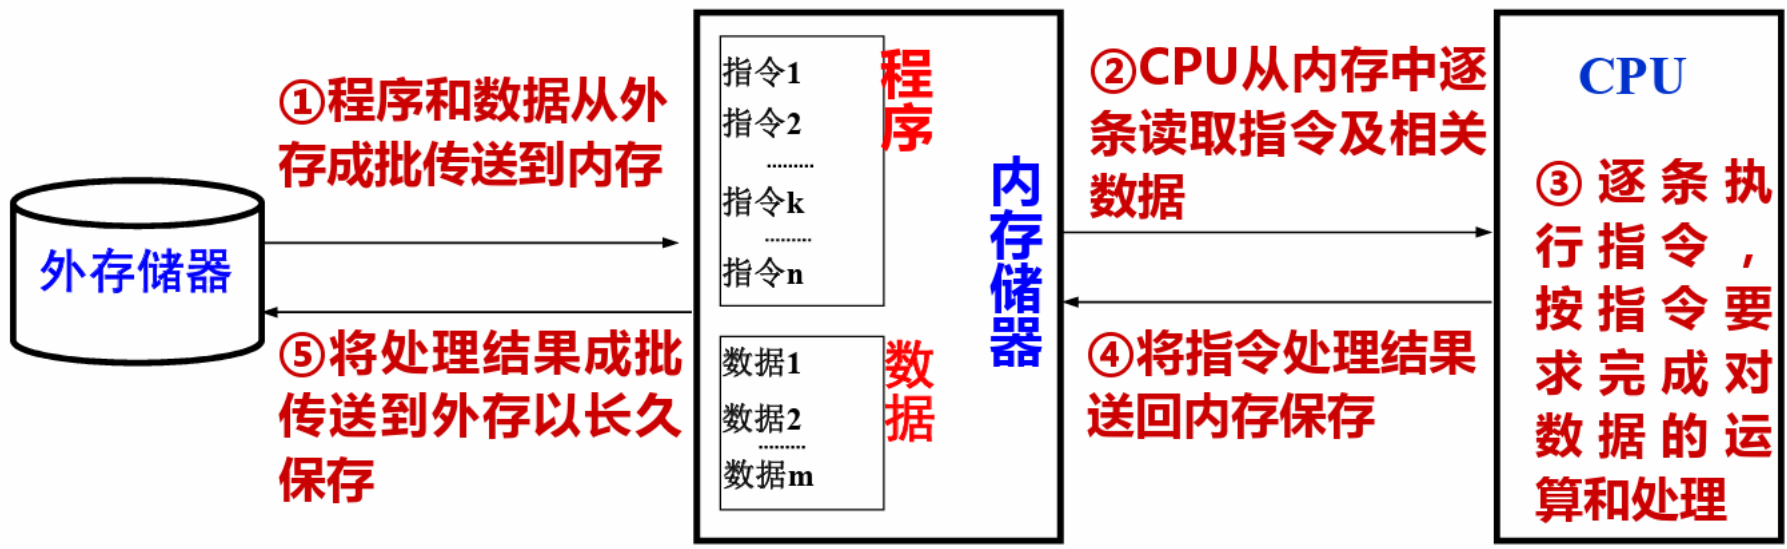 外存储器
①程序和数据从外
存成批传送到内存
⑤将处理结果成批
传送到外存以长久
保存
指令1
指令2
.........
指令k
.........
指令n
程序
数据1
数据2
.........
数据m
数据
内存储器
②CPU从内存中逐
条读取指令及相关
数据
④将指令处理结果
送回内存保存
CPU
③逐条执
行指令，
按指令要
求完成对
数据的运
算和处理